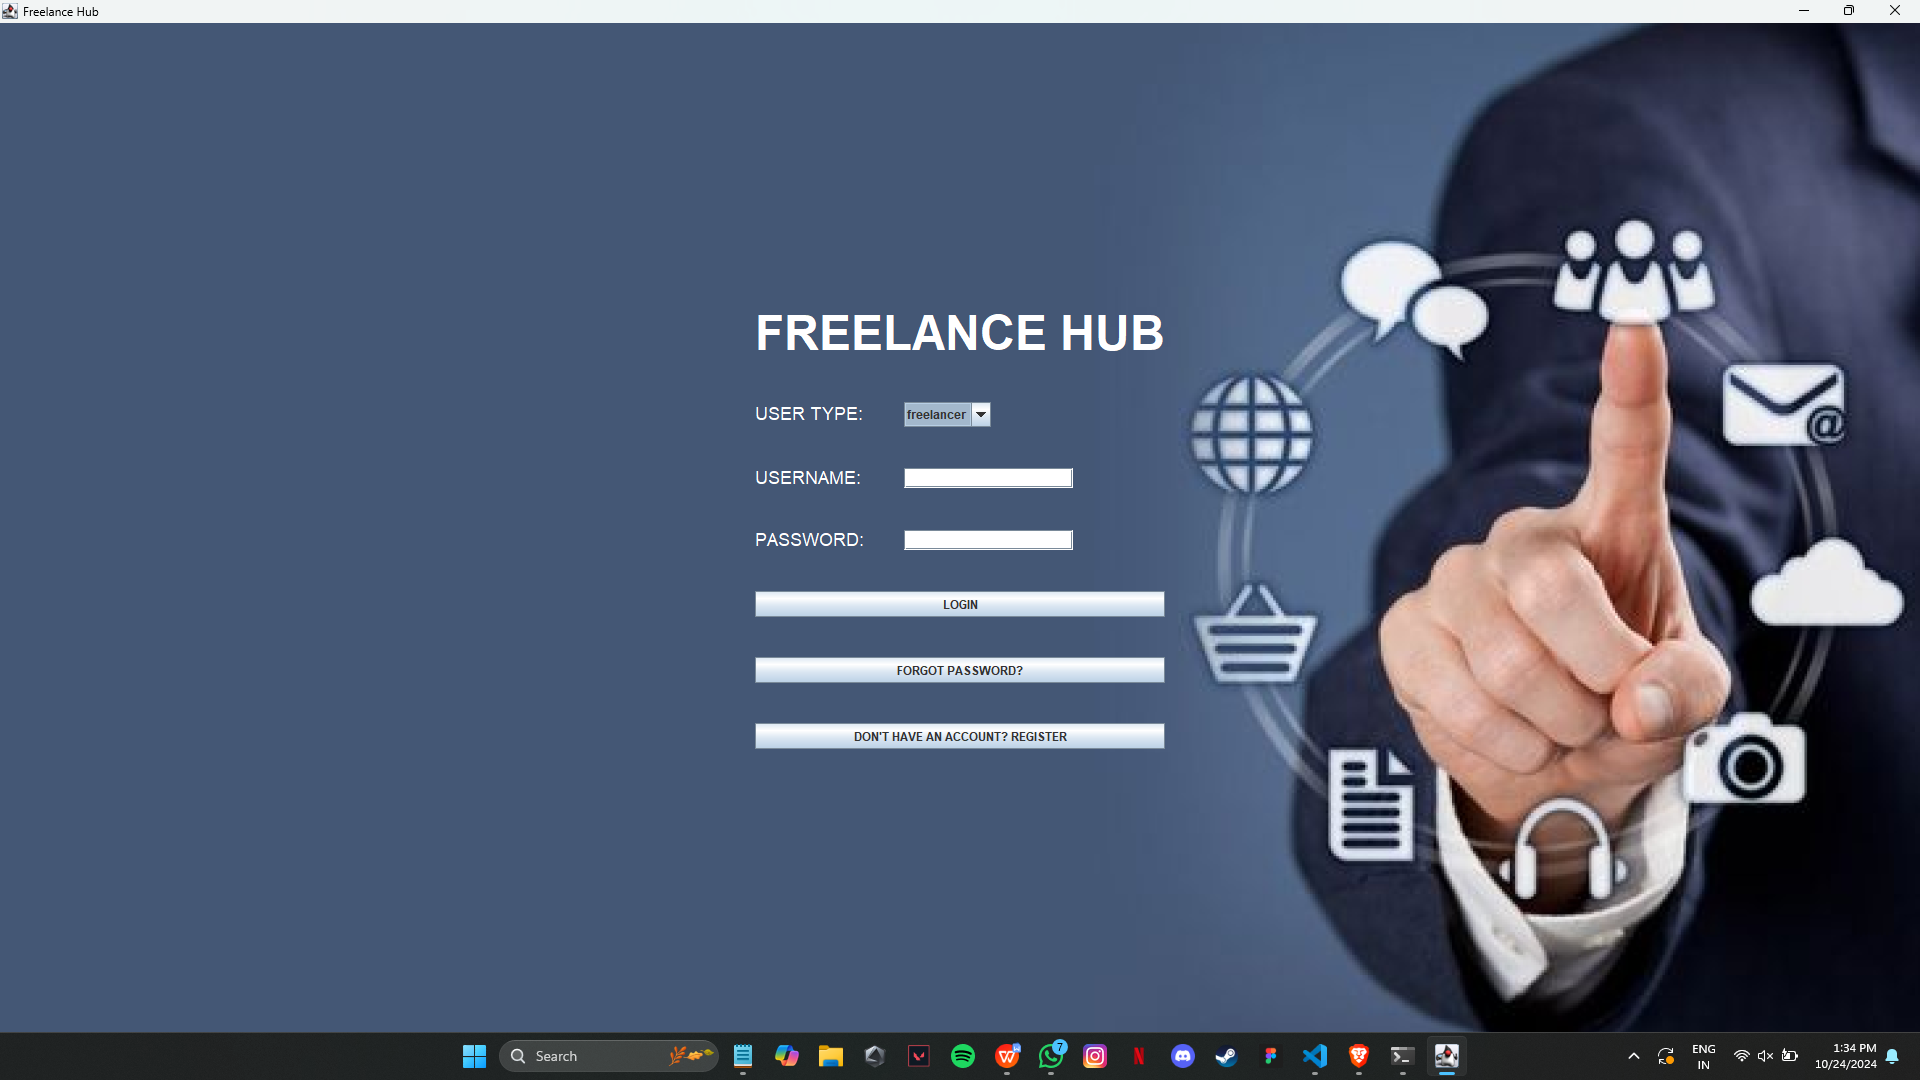 Freelance Hub
FREELANCE HUB
USER TYPE: freelancer
USERNAME:
PASSWORD:
LOGIN
FORGOT PASSWORD?
DON'T HAVE AN ACCOUNT? REGISTER
@
Search
7
ENG
IN
1:34 PM
10/24/2024